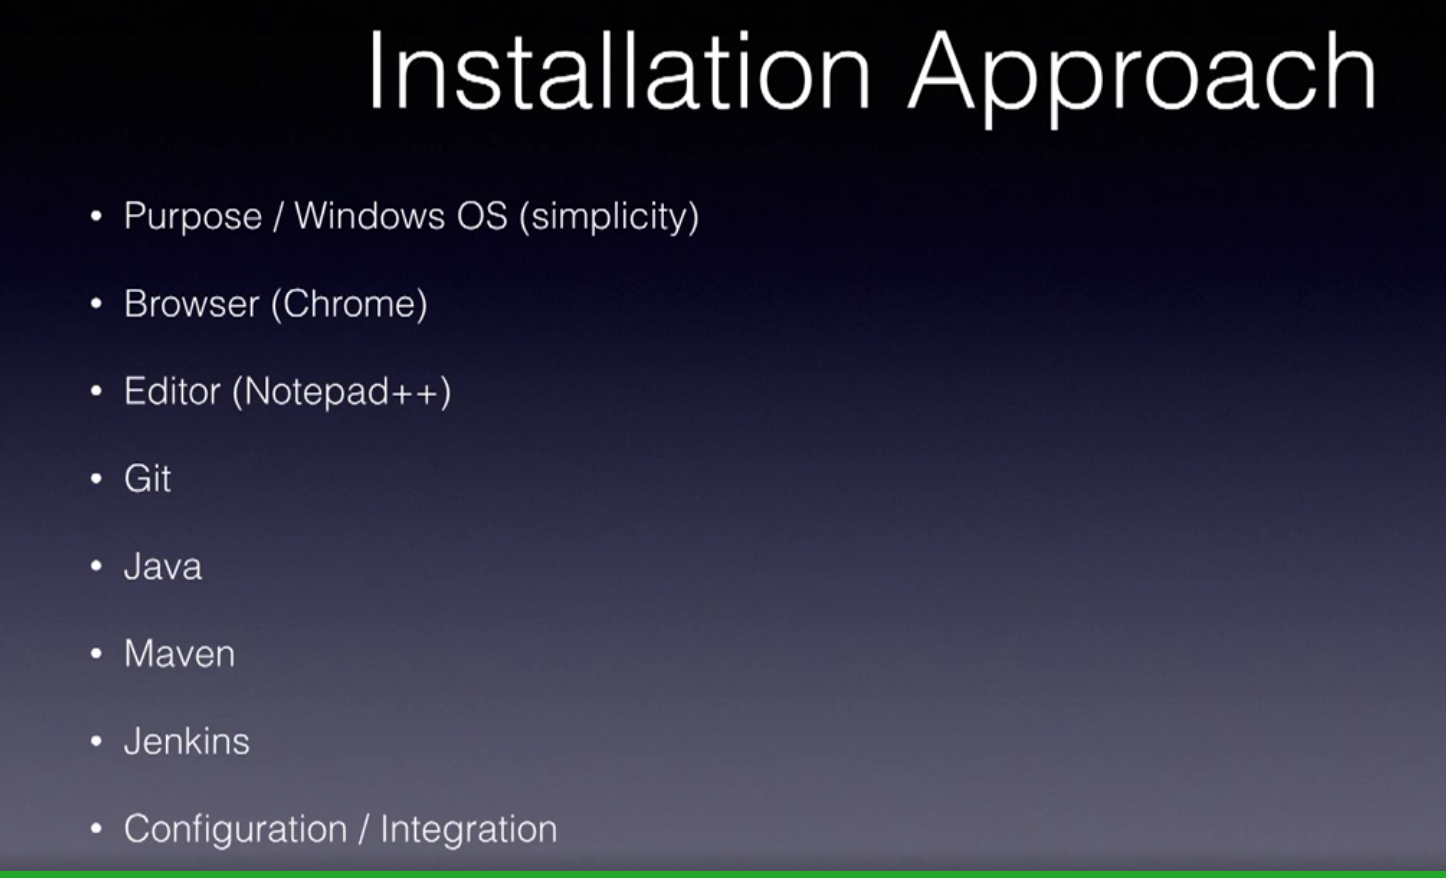 Installation Approach
• Purpose / Windows OS (simplicity)
• Browser (Chrome)
• Editor (Notepad++)
• Git
• Java
• Maven
• Jenkins
• Configuration / Integration